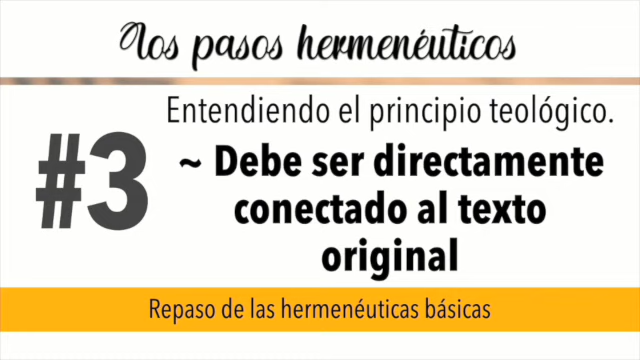 los pasos hermenéuticos
#3
Entendiendo el principio teológico.
~ Debe ser directamente
conectado al texto
original
Repaso de las hermenéuticas básicas